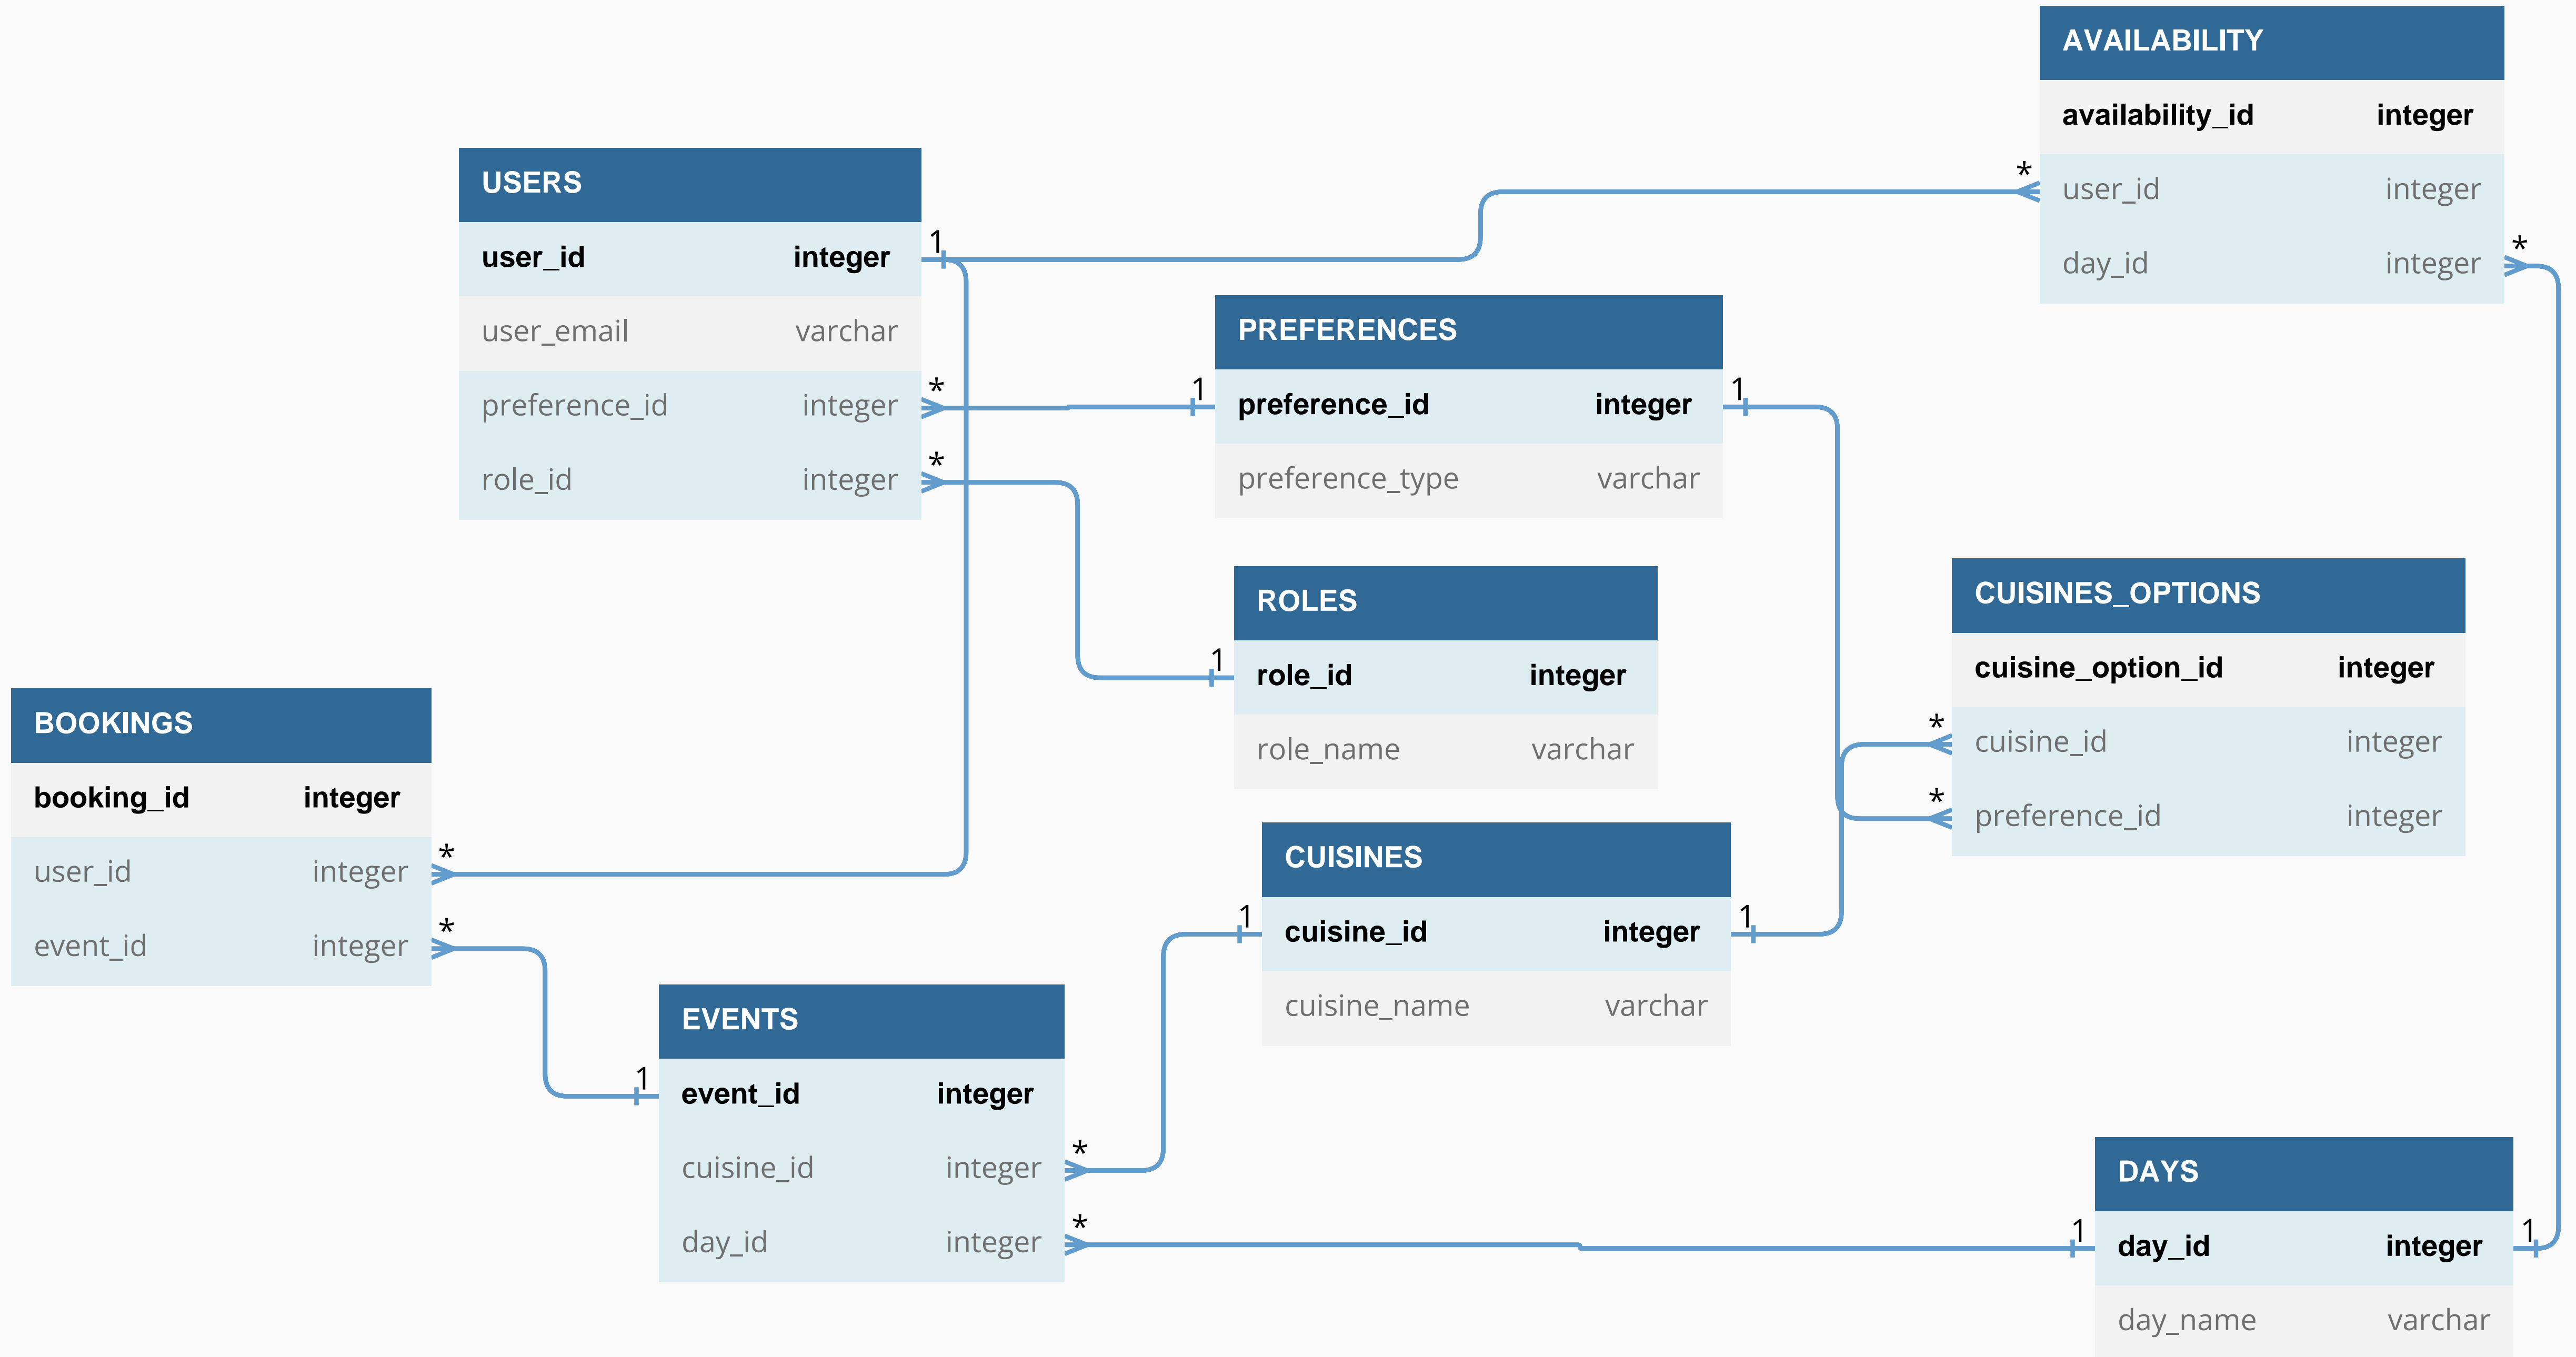 AVAILABILITY
availability_id integer
user_id integer
day_id integer
USERS
user_id integer
user_email varchar
preference_id integer
role_id integer
PREFERENCES
preference_id integer
preference_type varchar
ROLES
role_id integer
role_name varchar
CUISINES_OPTIONS
cuisine_option_id integer
cuisine_id integer
preference_id integer
BOOKINGS
booking_id integer
user_id integer
event_id integer
CUISINES
cuisine_id integer
cuisine_name varchar
EVENTS
event_id integer
cuisine_id integer
day_id integer
DAYS
day_id integer
day_name varchar
1
*
*
*
1
1
*
1
*
*
*
*
1
1
1
*
*
1
1